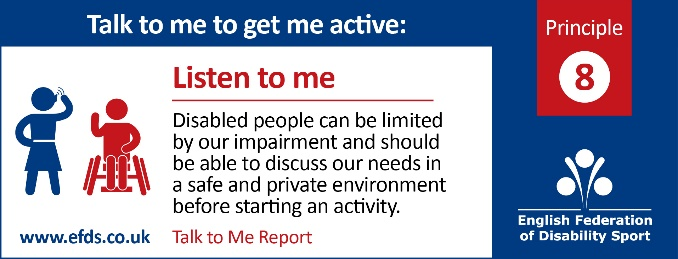 Talk to me to get me active:
Principle
8
Listen to me
Disabled people can be limited
by our impairment and should
be able to discuss our needs in
a safe and private environment
before starting an activity.
www.efds.co.uk
Talk to Me Report
English Federation
of Disability Sport